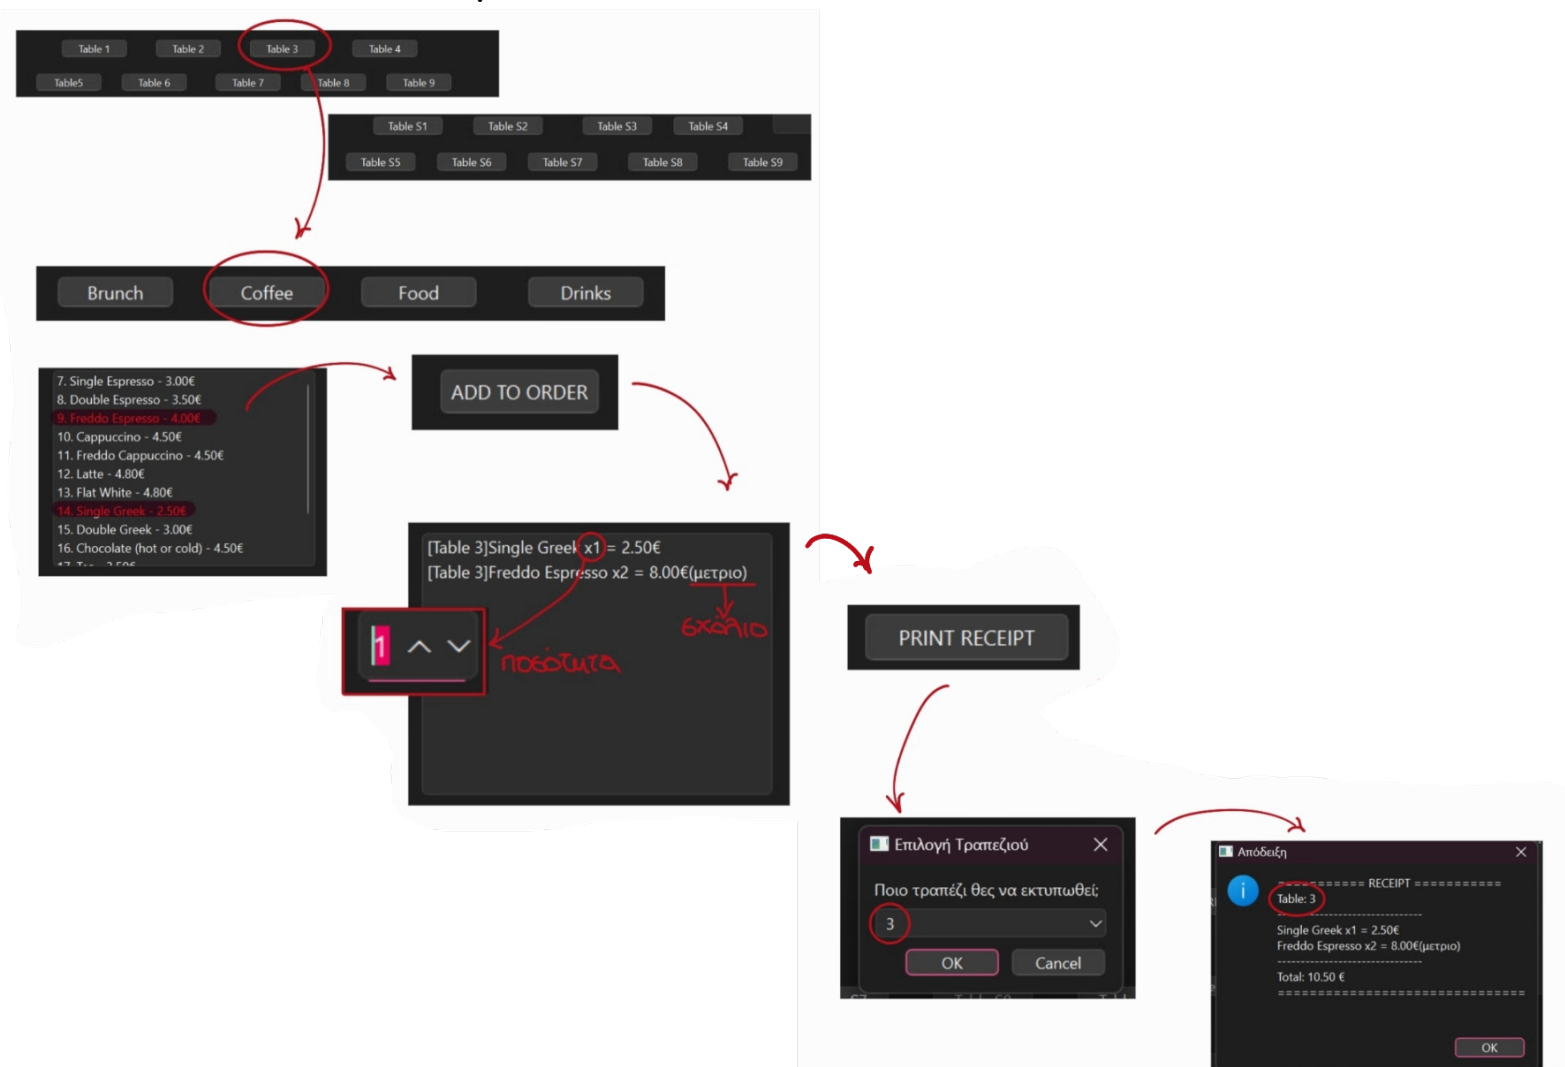 Table 1 Table 2 Table 3 Table 4
Table5 Table 6 Table 7 Table 8 Table 9
Table S1 Table S2 Table S3 Table S4
Table S5 Table S6 Table S7 Table S8 Table S9
Brunch Coffee Food Drinks
7. Single Espresso - 3.00€
8. Double Espresso - 3.50€
9. Freddo Espresso - 4.00€
10. Cappuccino - 4.50€
11. Freddo Cappuccino - 4.50€
12. Latte - 4.80€
13. Flat White - 4.80€
14. Single Greek - 2.50€
15. Double Greek - 3.00€
16. Chocolate (hot or cold) - 4.50€
ADD TO ORDER
[Table 3]Single Greek x1 = 2.50€
[Table 3]Freddo Espresso x2 = 8.00€(μετριο)
σχόλιο
1
ποσότητα
PRINT RECEIPT
Επιλογή Τραπεζιού
Ποιο τραπέζι θες να εκτυπωθεί;
3
OK Cancel
Απόδειξη
=========== RECEIPT ===========
Table: 3
------------------------------
Single Greek x1 = 2.50€
Freddo Espresso x2 = 8.00€(μετριο)
------------------------------
Total: 10.50 €
===============================
OK